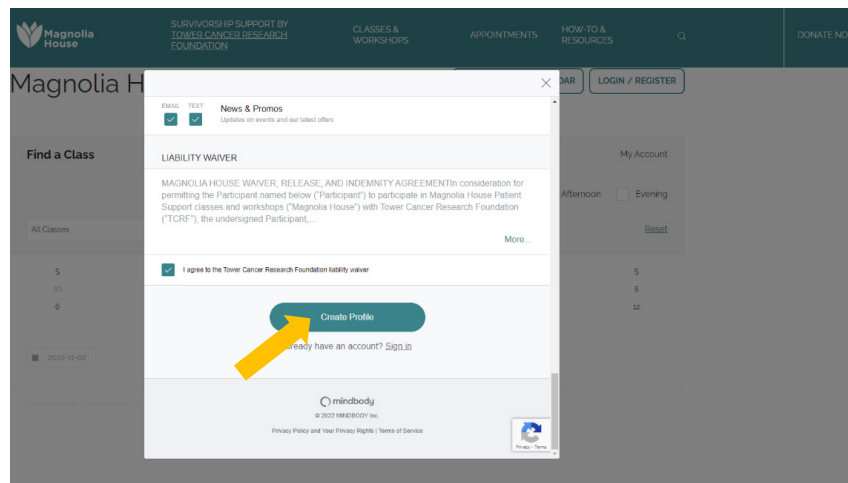 Magnolia
House
SURVIVORSHIP SUPPORT BY
TOWER CANCER RESEARCH
FOUNDATION
CLASSES &
WORKSHOPS
APPOINTMENTS
HOW-TO &
RESOURCES
DONATE NO
Magnolia H
DAR
LOGIN / REGISTER
EMAIL TEXT
News & Promos
Updates on events and our latest offers
Find a Class
My Account
LIABILITY WAIVER
MAGNOLIA HOUSE WAIVER, RELEASE, AND INDEMNITY AGREEMENTIn consideration for
permitting the Participant named below ("Participant") to participate in Magnolia House Patient
Support classes and workshops ("Magnolia House") with Tower Cancer Research Foundation
("TCRF"), the undersigned Participant,...
More...
Afternoon
Evening
All Classes
Reset
I agree to the Tower Cancer Research Foundation liability waiver
5
30
6
5
5
12
Create Profile
already have an account? Sign in
2022-11-02
mindbody
© 2022 MINDBODY Inc.
Privacy Policy and Your Privacy Rights | Terms of Service
Privacy - Terms